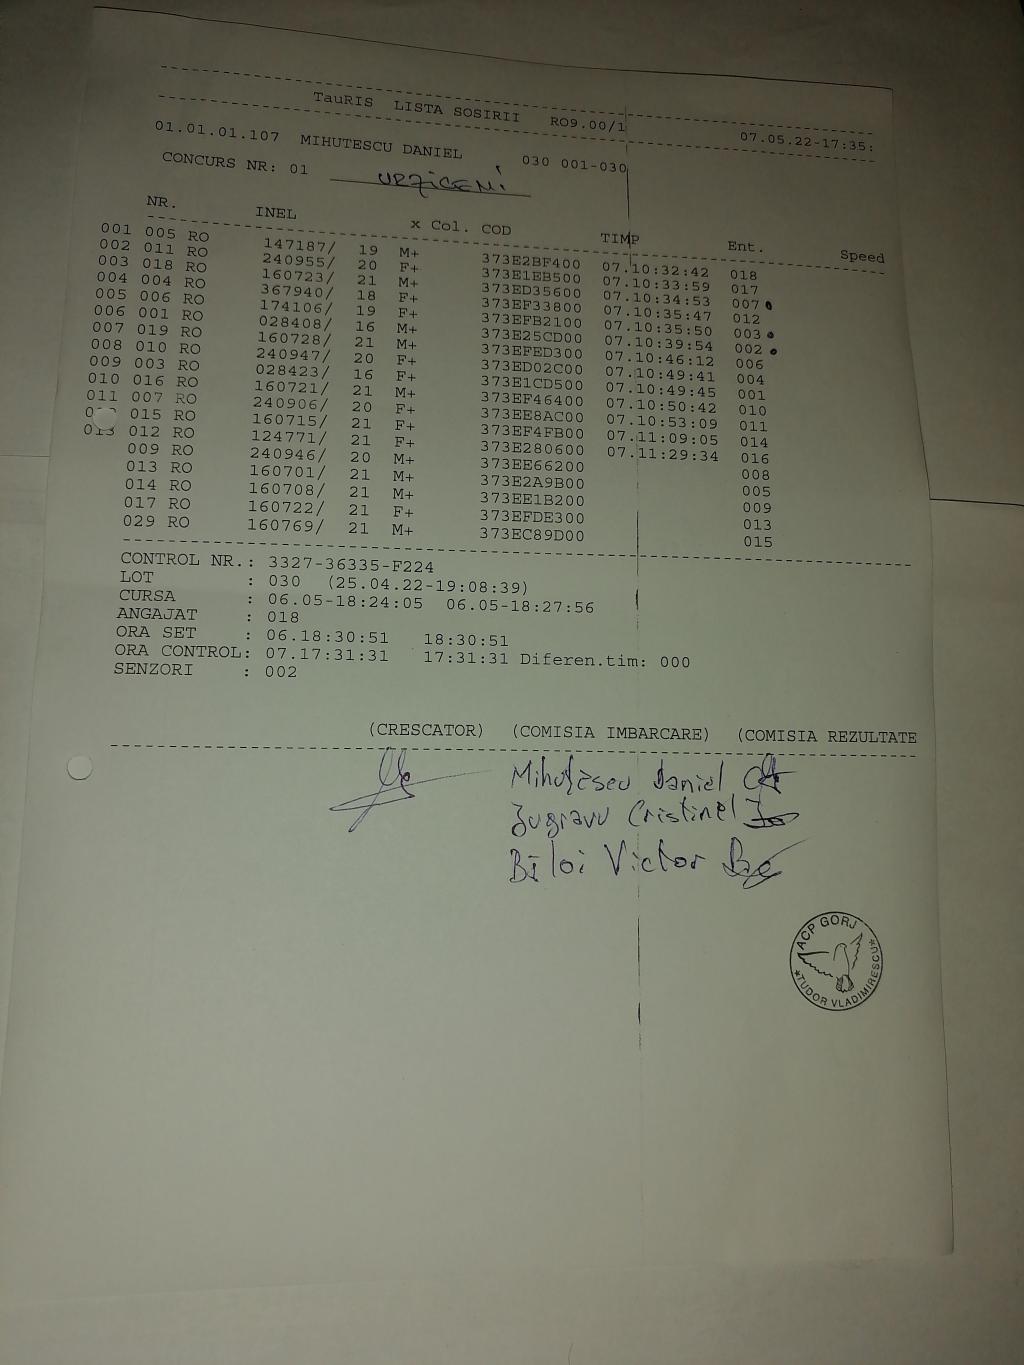 TauRIS LISTA SOSIRII RO9.00/1 07.05.22-17:35:
01.01.01.107 MIHUTESCU DANIEL 030 001-030
CONCURS NR: 01 URZICENI
NR. INEL x Col. COD TIMP Ent. Speed
001 005 RO 147187/ 19 M+ 373E2BF400 07.10:32:42 018
002 011 RO 240955/ 20 F+ 373E1EB500 07.10:33:59 017
003 018 RO 160723/ 21 M+ 373ED35600 07.10:34:53 007
004 004 RO 367940/ 18 F+ 373EF33800 07.10:35:47 012
005 006 RO 174106/ 19 F+ 373EFB2100 07.10:35:50 003
006 001 RO 028408/ 16 M+ 373E25CD00 07.10:39:54 002
007 019 RO 160728/ 21 M+ 373EFED300 07.10:46:12 006
008 010 RO 240947/ 20 F+ 373ED02C00 07.10:49:41 004
009 003 RO 028423/ 16 F+ 373E1CD500 07.10:49:45 001
010 016 RO 160721/ 21 M+ 373EF46400 07.10:50:42 010
011 007 RO 240906/ 20 F+ 373EE8AC00 07.10:53:09 011
015 RO 160715/ 21 F+ 373EF4FB00 07.11:09:05 014
013 012 RO 124771/ 21 F+ 373E280600 07.11:29:34 016
009 RO 240946/ 20 M+ 373EE66200 008
013 RO 160701/ 21 M+ 373E2A9B00 005
014 RO 160708/ 21 M+ 373EE1B200 009
017 RO 160722/ 21 F+ 373EFDE300 013
029 RO 160769/ 21 M+ 373EC89D00 015
CONTROL NR.: 3327-36335-F224
LOT : 030 (25.04.22-19:08:39)
CURSA : 06.05-18:24:05 06.05-18:27:56
ANGAJAT : 018
ORA SET : 06.18:30:51 18:30:51
ORA CONTROL: 07.17:31:31 17:31:31 Diferen.tim: 000
SENZORI : 002
(CRESCATOR) (COMISIA IMBARCARE) (COMISIA REZULTATE
Mihuțescu Daniel
Zugravu Cristinel
Bîloi Victor
ACP GORJ
*TUDOR VLADIMIRESCU*